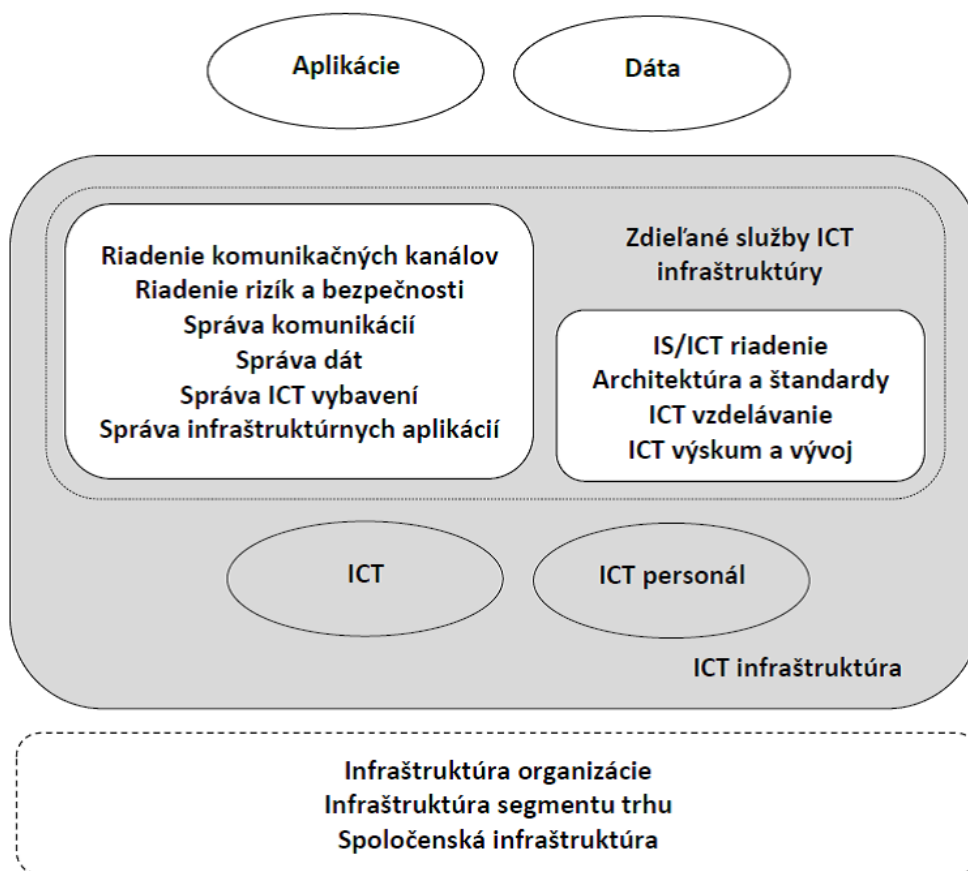 Aplikácie
Dáta
Riadenie komunikačných kanálov
Riadenie rizík a bezpečnosti
Správa komunikácií
Správa dát
Správa ICT vybavení
Správa infraštruktúrnych aplikácií
Zdieľané služby ICT
infraštruktúry
IS/ICT riadenie
Architektúra a štandardy
ICT vzdelávanie
ICT výskum a vývoj
ICT
ICT personál
ICT infraštruktúra
Infraštruktúra organizácie
Infraštruktúra segmentu trhu
Spoločenská infraštruktúra